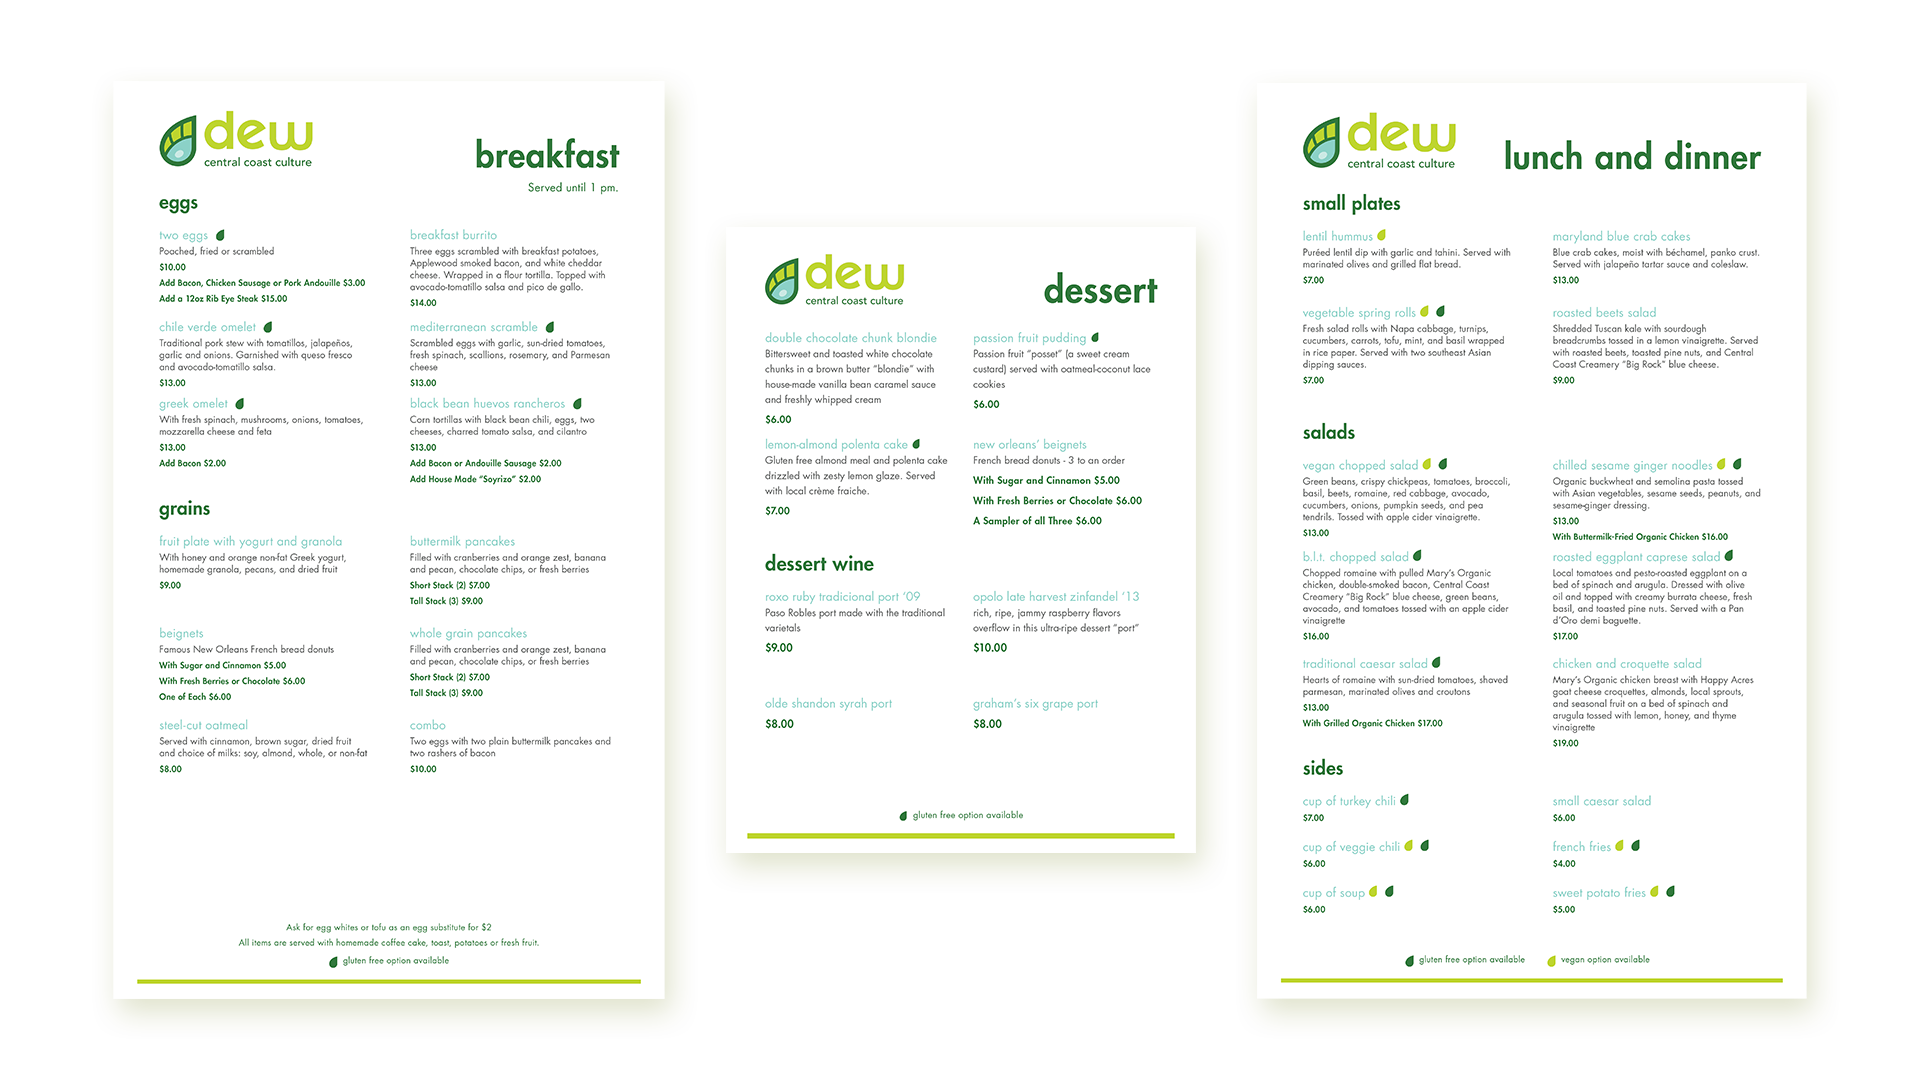 dew
central coast culture
breakfast
Served until 1 pm.
eggs
two eggs
Poached, fried or scrambled
$10.00
Add Bacon, Chicken Sausage or Pork Andouille $3.00
Add a 12oz Rib Eye Steak $15.00
chile verde omelet
Traditional pork stew with tomatillos, jalapeños,
garlic and onions. Garnished with queso fresco
and avocado-tomatillo salsa.
$13.00
greek omelet
With fresh spinach, mushrooms, onions, tomatoes,
mozzarella cheese and feta
$13.00
Add Bacon $2.00
breakfast burrito
Three eggs scrambled with breakfast potatoes,
Applewood smoked bacon, and white cheddar
cheese. Wrapped in a flour tortilla. Topped with
avocado-tomatillo salsa and pico de gallo.
$14.00
mediterranean scramble
Scrambled eggs with garlic, sun-dried tomatoes,
fresh spinach, scallions, rosemary, and Parmesan
cheese
$13.00
black bean huevos rancheros
Corn tortillas with black bean chili, eggs, two
cheeses, charred tomato salsa, and cilantro
$13.00
Add Bacon or Andouille Sausage $2.00
Add House Made “Soyrizo” $2.00
grains
fruit plate with yogurt and granola
With honey and orange non-fat Greek yogurt,
homemade granola, pecans, and dried fruit
$9.00
beignets
Famous New Orleans French bread donuts
With Sugar and Cinnamon $5.00
With Fresh Berries or Chocolate $6.00
One of Each $6.00
steel-cut oatmeal
Served with cinnamon, brown sugar, dried fruit
and choice of milks: soy, almond, whole, or non-fat
$8.00
buttermilk pancakes
Filled with cranberries and orange zest, banana
and pecan, chocolate chips, or fresh berries
Short Stack (2) $7.00
Tall Stack (3) $9.00
whole grain pancakes
Filled with cranberries and orange zest, banana
and pecan, chocolate chips, or fresh berries
Short Stack (2) $7.00
Tall Stack (3) $9.00
combo
Two eggs with two plain buttermilk pancakes and
two rashers of bacon
$10.00
Ask for egg whites or tofu as an egg substitute for $2
All items are served with homemade coffee cake, toast, potatoes or fresh fruit.
gluten free option available
dew
central coast culture
dessert
double chocolate chunk blondie
Bittersweet and toasted white chocolate
chunks in a brown butter “blondie” with
house-made vanilla bean caramel sauce
and freshly whipped cream
$6.00
lemon-almond polenta cake
Gluten free almond meal and polenta cake
drizzled with zesty lemon glaze. Served
with local crème fraiche.
$7.00
passion fruit pudding
Passion fruit “posset” (a sweet cream
custard) served with oatmeal-coconut lace
cookies
$6.00
new orleans’ beignets
French bread donuts - 3 to an order
With Sugar and Cinnamon $5.00
With Fresh Berries or Chocolate $6.00
A Sampler of all Three $6.00
dessert wine
roxo ruby tradicional port ‘09
Paso Robles port made with the traditional
varietals
$9.00
olde shandon syrah port
$8.00
opolo late harvest zinfandel ‘13
rich, ripe, jammy raspberry flavors
overflow in this ultra-ripe dessert “port”
$10.00
graham’s six grape port
$8.00
gluten free option available
dew
central coast culture
lunch and dinner
small plates
lentil hummus
Puréed lentil dip with garlic and tahini. Served with
marinated olives and grilled flat bread.
$7.00
vegetable spring rolls
Fresh salad rolls with Napa cabbage, turnips,
cucumbers, carrots, tofu, mint, and basil wrapped
in rice paper. Served with two southeast Asian
dipping sauces.
$7.00
maryland blue crab cakes
Blue crab cakes, moist with béchamel, panko crust.
Served with jalapeño tartar sauce and coleslaw.
$13.00
roasted beets salad
Shredded Tuscan kale with sourdough
breadcrumbs tossed in a lemon vinaigrette. Served
with roasted beets, toasted pine nuts, and Central
Coast Creamery “Big Rock” blue cheese.
$9.00
salads
vegan chopped salad
Green beans, crispy chickpeas, tomatoes, broccoli,
basil, beets, romaine, red cabbage, avocado,
cucumbers, onions, pumpkin seeds, and pea
tendrils. Tossed with apple cider vinaigrette.
$13.00
b.l.t. chopped salad
Chopped romaine with pulled Mary’s Organic
chicken, double-smoked bacon, Central Coast
Creamery “Big Rock” blue cheese, green beans,
avocado, and tomatoes tossed with an apple cider
vinaigrette
$16.00
traditional caesar salad
Hearts of romaine with sun-dried tomatoes, shaved
parmesan, marinated olives and croutons
$13.00
With Grilled Organic Chicken $17.00
chilled sesame ginger noodles
Organic buckwheat and semolina pasta tossed
with Asian vegetables, sesame seeds, peanuts, and
sesame-ginger dressing.
$13.00
With Buttermilk-Fried Organic Chicken $16.00
roasted eggplant caprese salad
Local tomatoes and pesto-roasted eggplant on a
bed of spinach and arugula. Dressed with olive
oil and topped with creamy burrata cheese, fresh
basil, and toasted pine nuts. Served with a Pan
d’Oro demi baguette.
$17.00
chicken and croquette salad
Mary’s Organic chicken breast with Happy Acres
goat cheese croquettes, almonds, local sprouts,
and seasonal fruit on a bed of spinach and
arugula tossed with lemon, honey, and thyme
vinaigrette
$19.00
sides
cup of turkey chili
$7.00
cup of veggie chili
$6.00
cup of soup
$6.00
small caesar salad
$6.00
french fries
$4.00
sweet potato fries
$5.00
gluten free option available
vegan option available